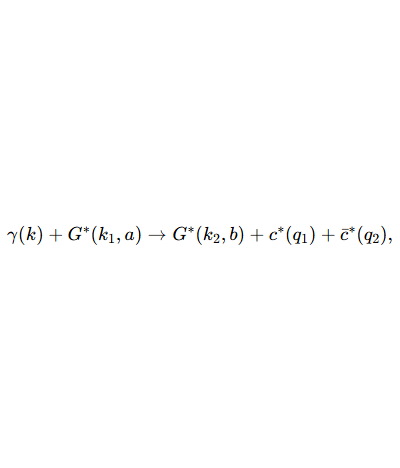 γ(k) + G*(k₁, a) → G*(k₂, b) + c*(q₁) + c̄*(q₂),